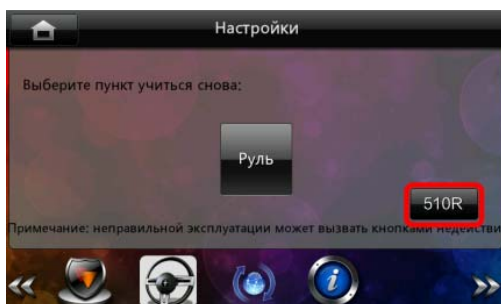 Настройки
Выберите пункт учиться снова:
Руль
510R
Примечание: неправильной эксплуатации может вызвать кнопками недействи